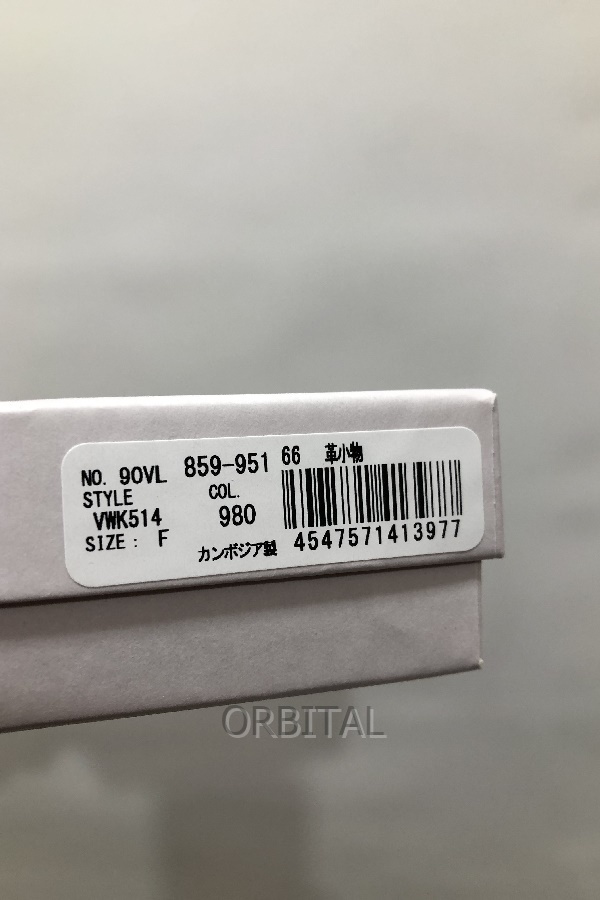 NO. 90VL 859-951 66 革小物
STYLE COL.
VWK514 980
SIZE: F カンボジア製 4547571413977
ORBITAL